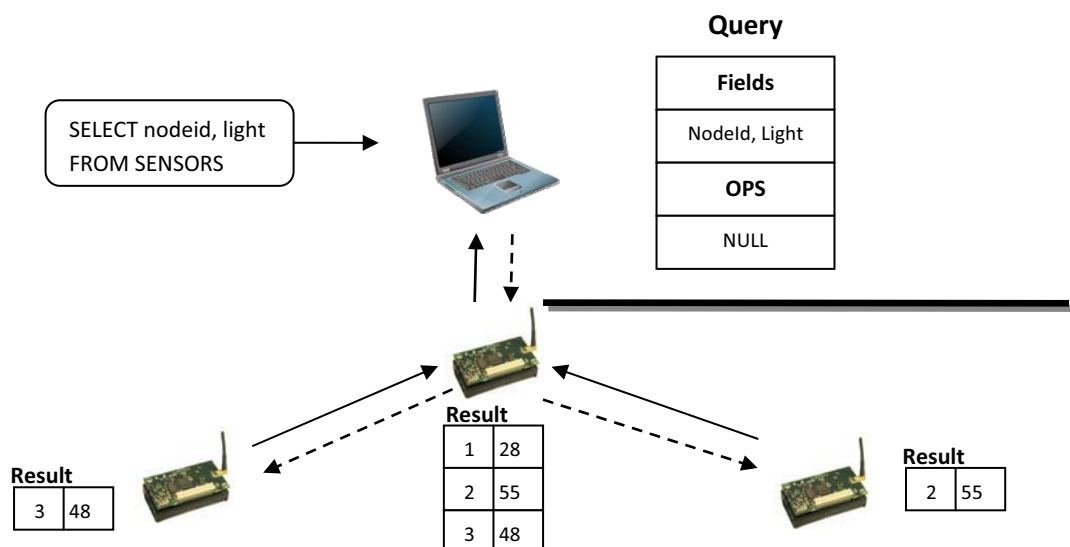 Query
Fields
NodeId, Light
OPS
NULL
SELECT nodeid, light
FROM SENSORS
Result
3 48
Result
1 28
2 55
3 48
Result
2 55